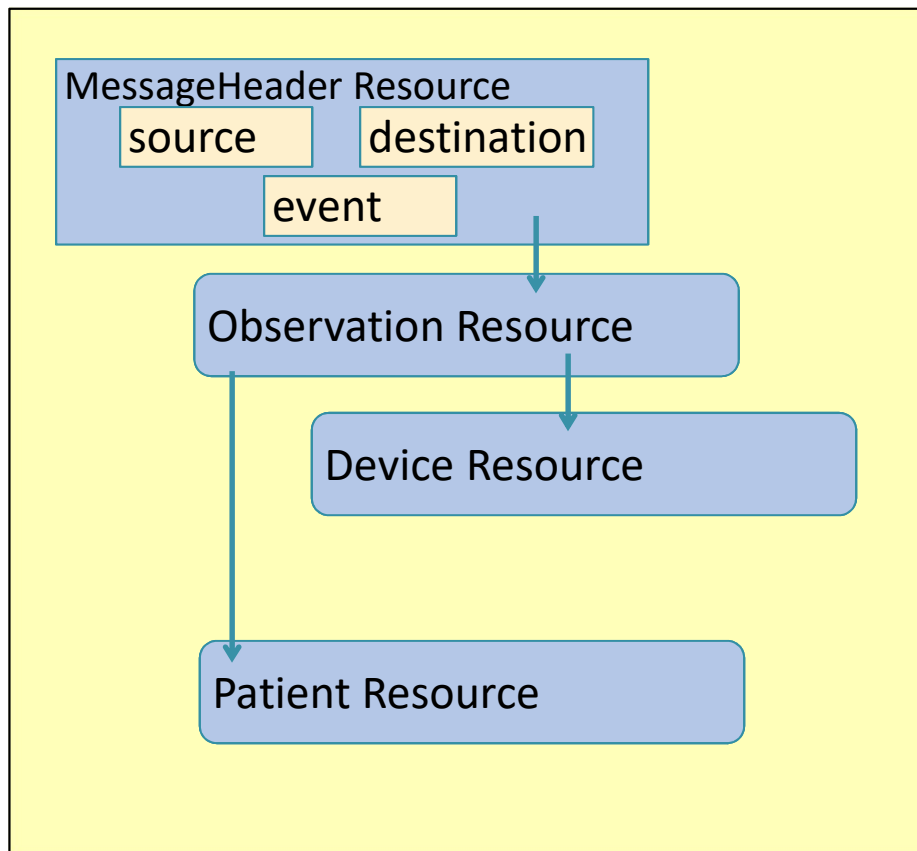 MessageHeader Resource
source
destination
event
Observation Resource
Device Resource
Patient Resource